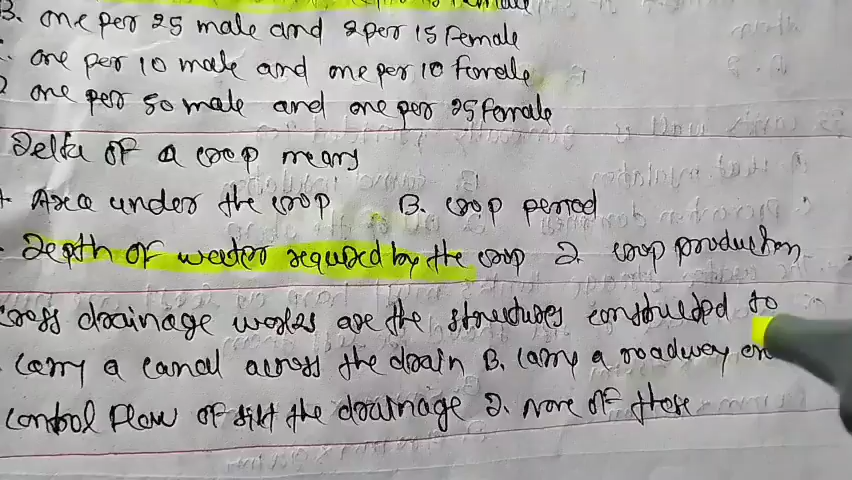 B. one per 25 male and 2 per 15 Female
one per 10 male and one per 10 female
one per 50 male and one per 25 female
Delta of a crop means
Area under the crop B. crop period
Depth of water required by the crop D. crop production
cross drainage works are the structures constructed to
Carry a canal across the drain B. Carry a roadway
control Flow of silt the drainage D. none of these